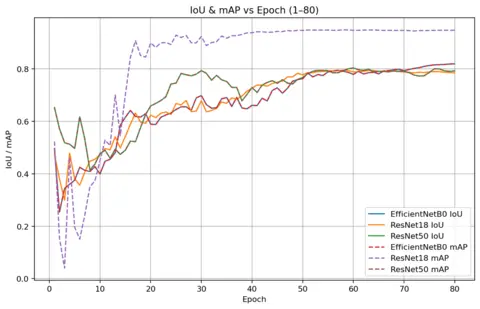 IoU & mAP vs Epoch (1–80)
IoU / mAP
0.8
0.6
0.4
0.2
0.0
0 10 20 30 40 50 60 70 80
Epoch
EfficientNetB0 IoU
ResNet18 IoU
ResNet50 IoU
EfficientNetB0 mAP
ResNet18 mAP
ResNet50 mAP